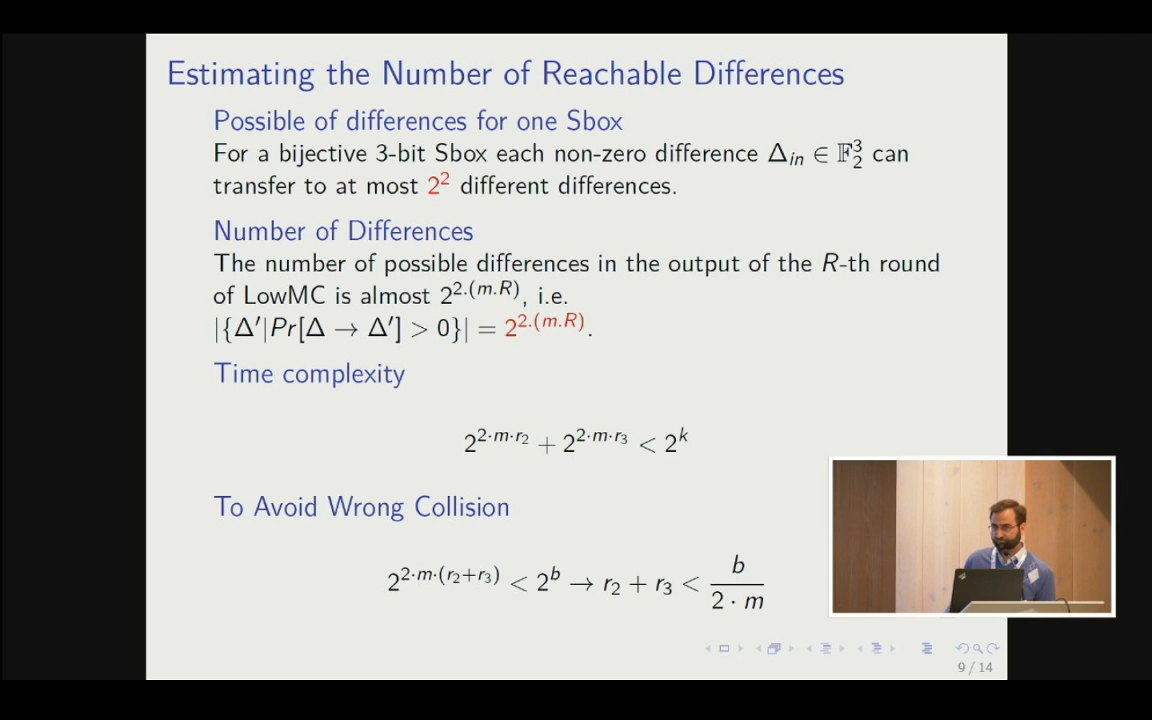 Estimating the Number of Reachable Differences
Possible of differences for one Sbox
For a bijective 3-bit Sbox each non-zero difference Δ_in ∈ 𝔽_2^3 can
transfer to at most 2^2 different differences.
Number of Differences
The number of possible differences in the output of the R-th round
of LowMC is almost 2^{2.(m.R)}, i.e.
|{Δ′|Pr[Δ → Δ′] > 0}| = 2^{2.(m.R)}.
Time complexity
2^{2·m·r_2} + 2^{2·m·r_3} < 2^k
To Avoid Wrong Collision
2^{2·m·(r_2+r_3)} < 2^b → r_2 + r_3 < b / (2 · m)
9 / 14